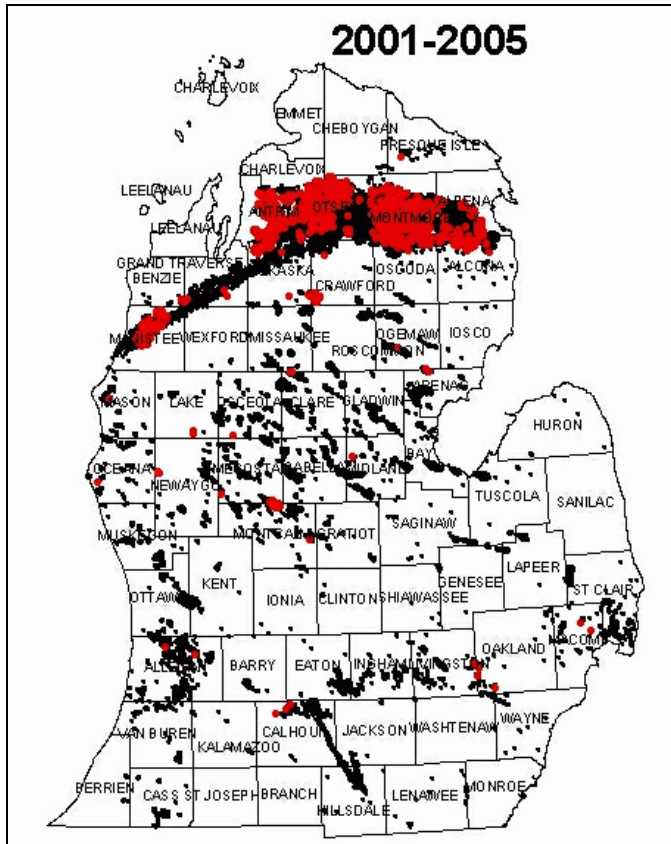 2001-2005
CHARLEVOIX
EMMET
CHEBOYGAN
PRESQUE ISLE
CHARLEVOIX
LEELANAU
ANTRIM
OTSE
MONTMOR
ALPENA
LEELANAU
GRAND TRAVERSE
BENZIE
KASKA
CRAWFORD
OSCODA
ALCONA
MANISTEE
WEXFORD
MISSAUKEE
ROSCOMMON
OGEMAW
IOSCO
ARENAC
MASON
LAKE
OSCEOLA
CLARE
GLADWIN
HURON
OCEANA
NEWAYGO
MECOSTA
ISABELLA
MIDLAND
BAY
TUSCOLA
SANILAC
MUSKEGON
MONTCALM
GRATIOT
SAGINAW
OTTAWA
KENT
IONIA
CLINTON
SHIAWASSEE
GENESEE
LAPEER
ST CLAIR
ALLEGAN
BARRY
EATON
INGHAM
LIVINGSTON
OAKLAND
MACOMB
VAN BUREN
KALAMAZOO
CALHOUN
JACKSON
WASHTENAW
WAYNE
BERRIEN
CASS
ST JOSEPH
BRANCH
HILLSDALE
LENAWEE
MONROE